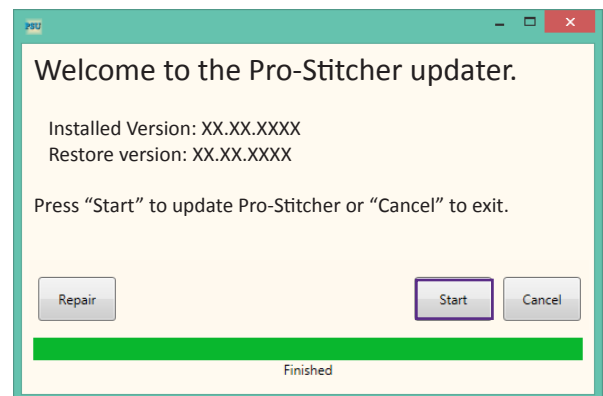 PSU
Welcome to the Pro-Stitcher updater.
Installed Version: XX.XX.XXXX
Restore version: XX.XX.XXXX
Press “Start” to update Pro-Stitcher or “Cancel” to exit.
Repair Start Cancel
Finished